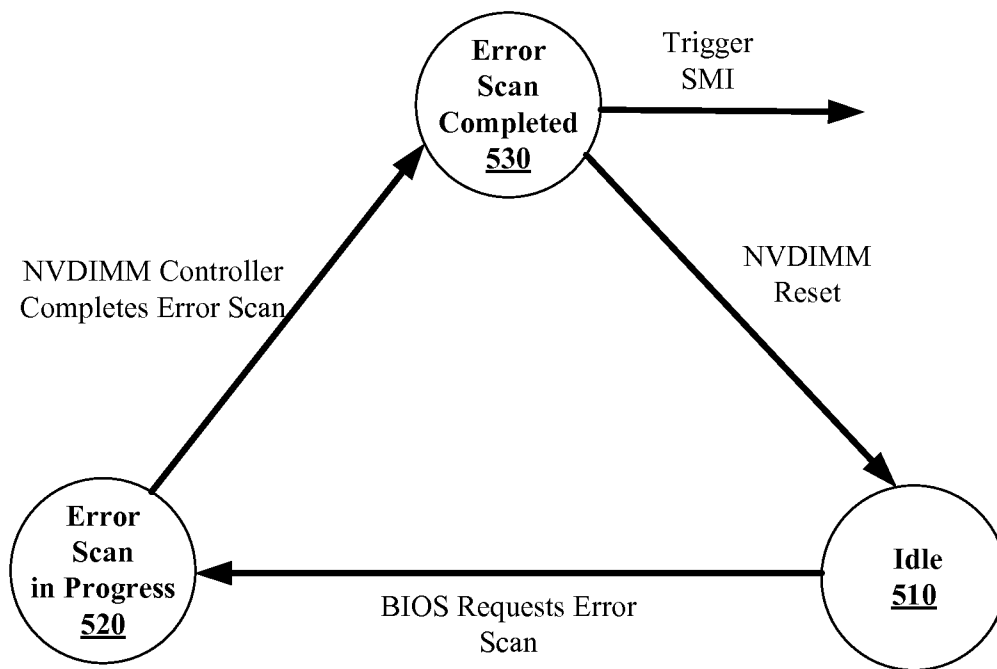 Error
Scan
Completed
530
Trigger
SMI
NVDIMM Controller
Completes Error Scan
NVDIMM
Reset
Error
Scan
in Progress
520
BIOS Requests Error
Scan
Idle
510